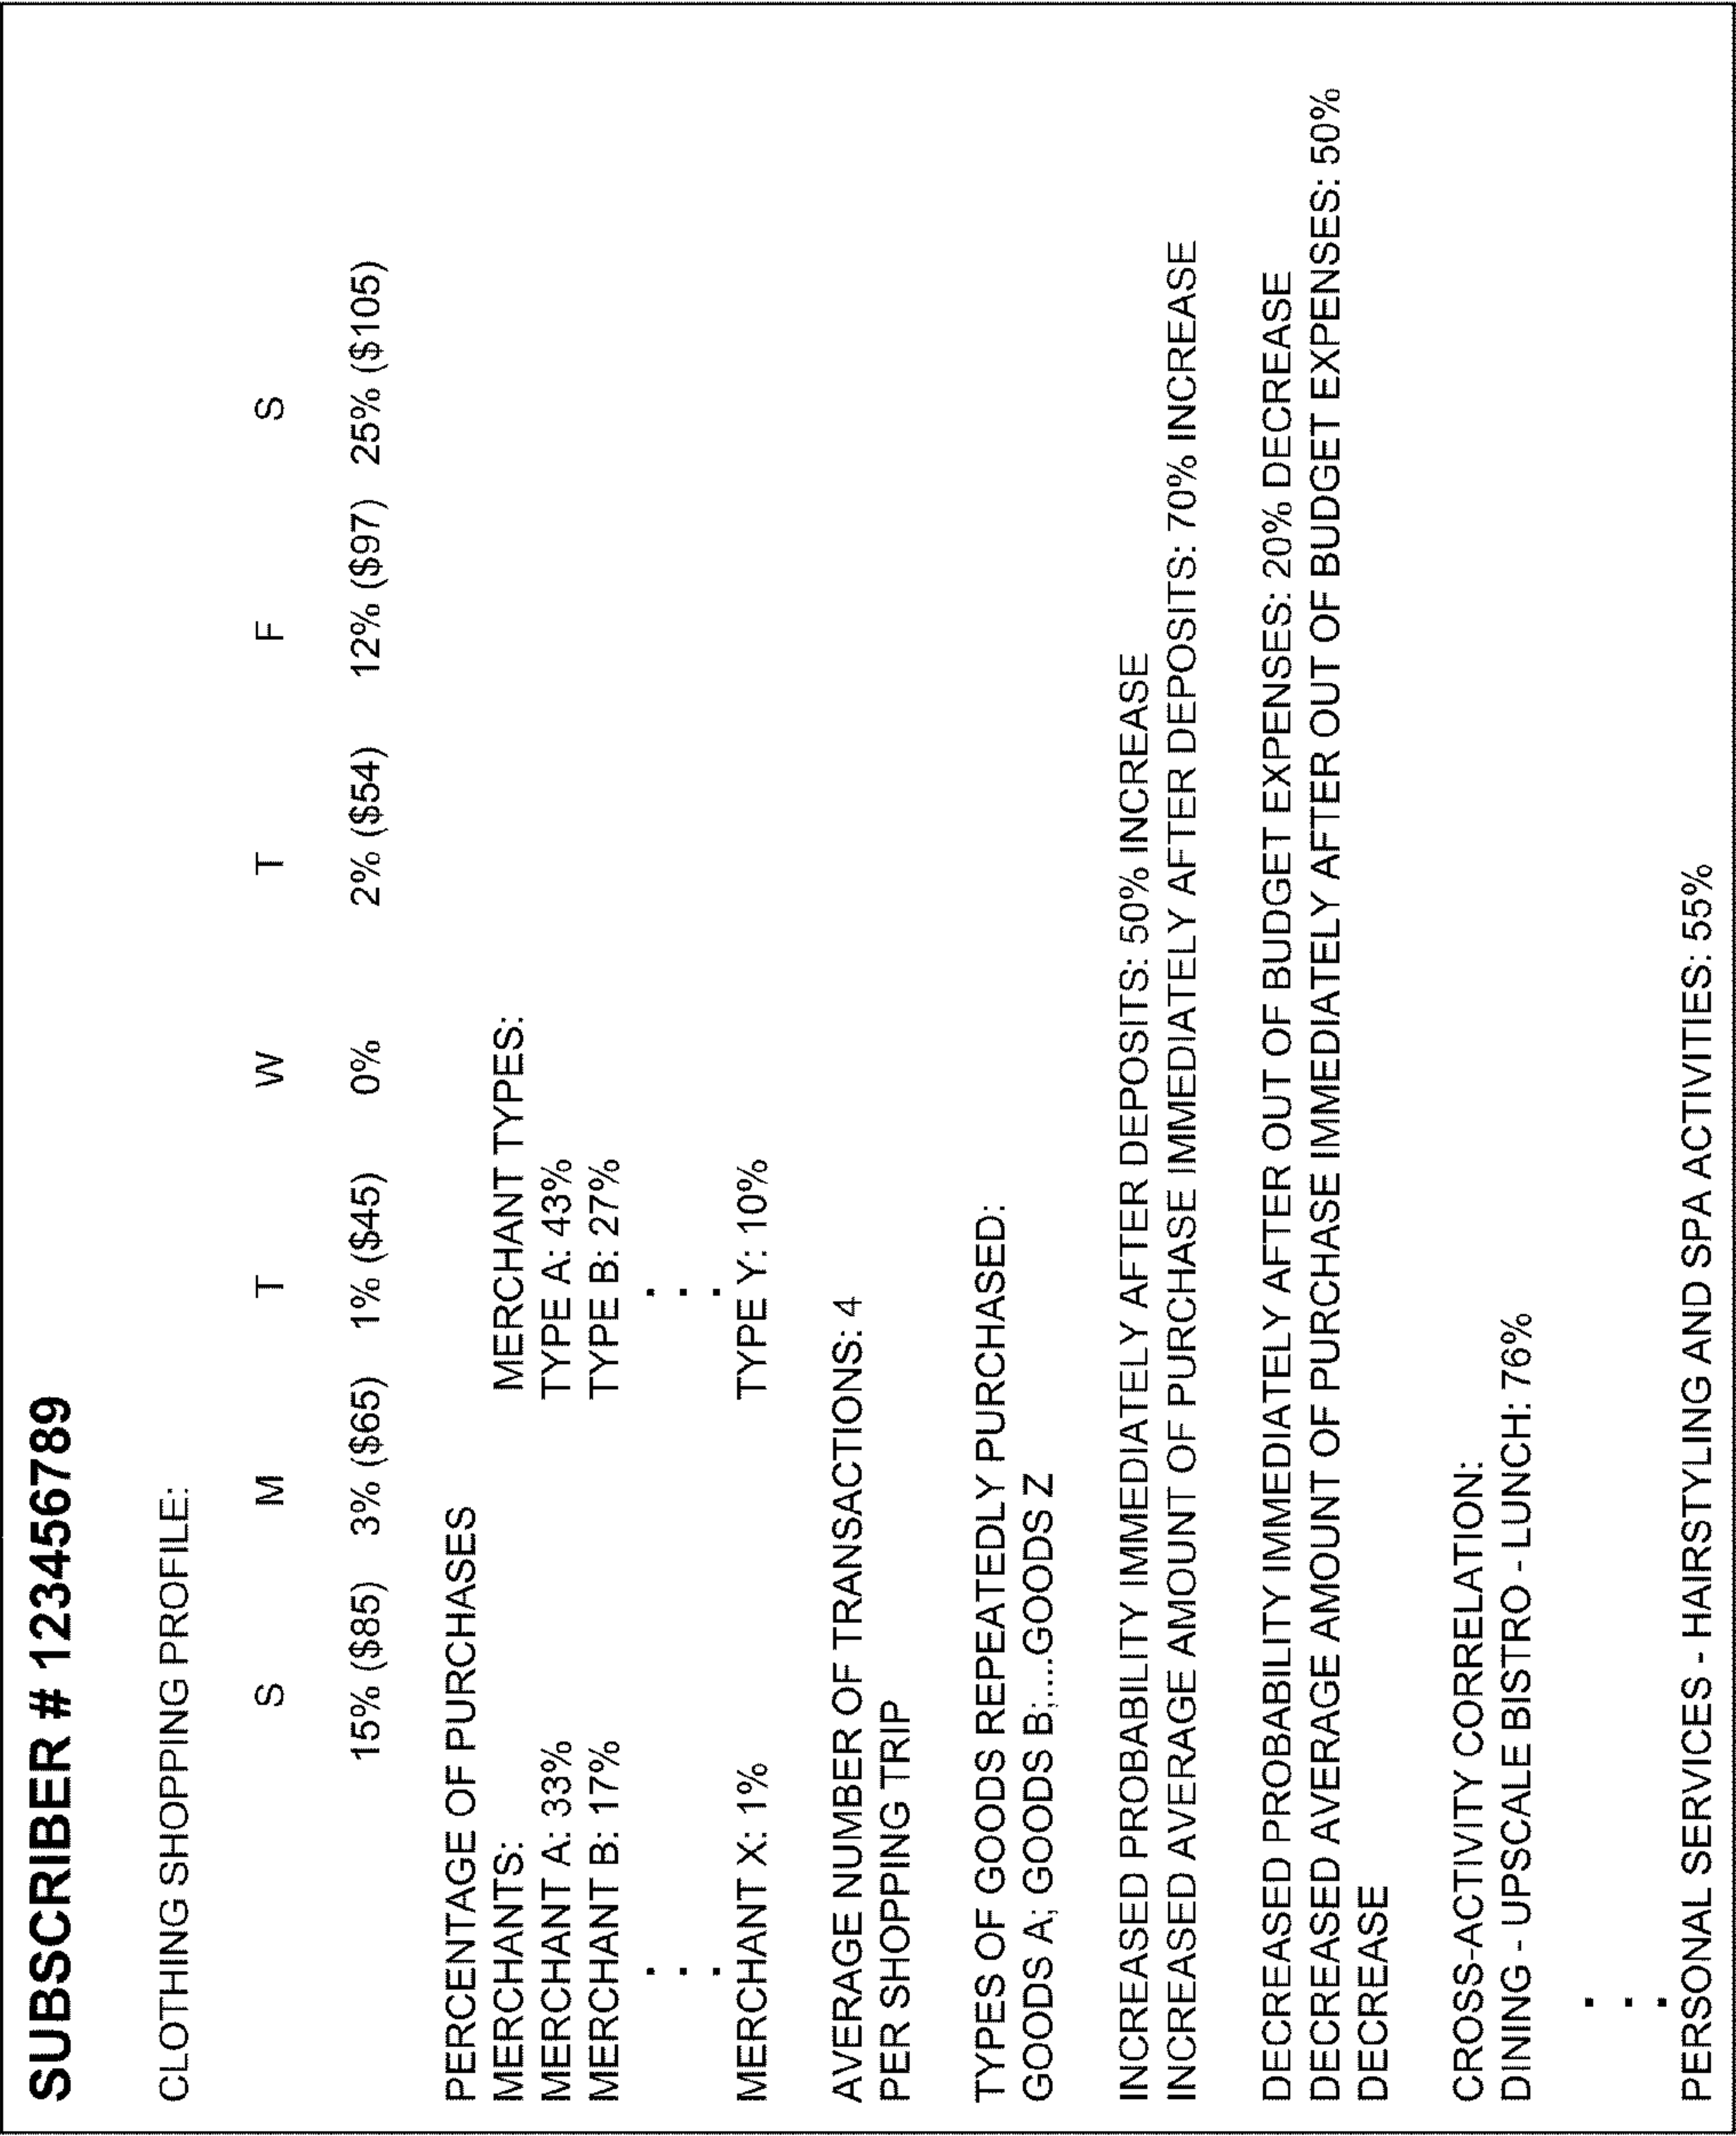 SUBSCRIBER # 123456789
CLOTHING SHOPPING PROFILE:
S M T W T F S
15% ($85) 3% ($65) 1% ($45) 0% 2% ($54) 12% ($97) 25% ($105)
PERCENTAGE OF PURCHASES
MERCHANTS: MERCHANT TYPES:
MERCHANT A: 33% TYPE A: 43%
MERCHANT B: 17% TYPE B: 27%
. .
. .
. .
MERCHANT X: 1% TYPE Y: 10%
AVERAGE NUMBER OF TRANSACTIONS: 4
PER SHOPPING TRIP
TYPES OF GOODS REPEATEDLY PURCHASED:
GOODS A; GOODS B;....GOODS Z
INCREASED PROBABILITY IMMEDIATELY AFTER DEPOSITS: 50% INCREASE
INCREASED AVERAGE AMOUNT OF PURCHASE IMMEDIATELY AFTER DEPOSITS: 70% INCREASE
DECREASED PROBABILITY IMMEDIATELY AFTER OUT OF BUDGET EXPENSES: 20% DECREASE
DECREASED AVERAGE AMOUNT OF PURCHASE IMMEDIATELY AFTER OUT OF BUDGET EXPENSES: 50%
DECREASE
CROSS-ACTIVITY CORRELATION:
DINING - UPSCALE BISTRO - LUNCH: 76%
.
.
.
PERSONAL SERVICES - HAIRSTYLING AND SPA ACTIVITIES: 55%